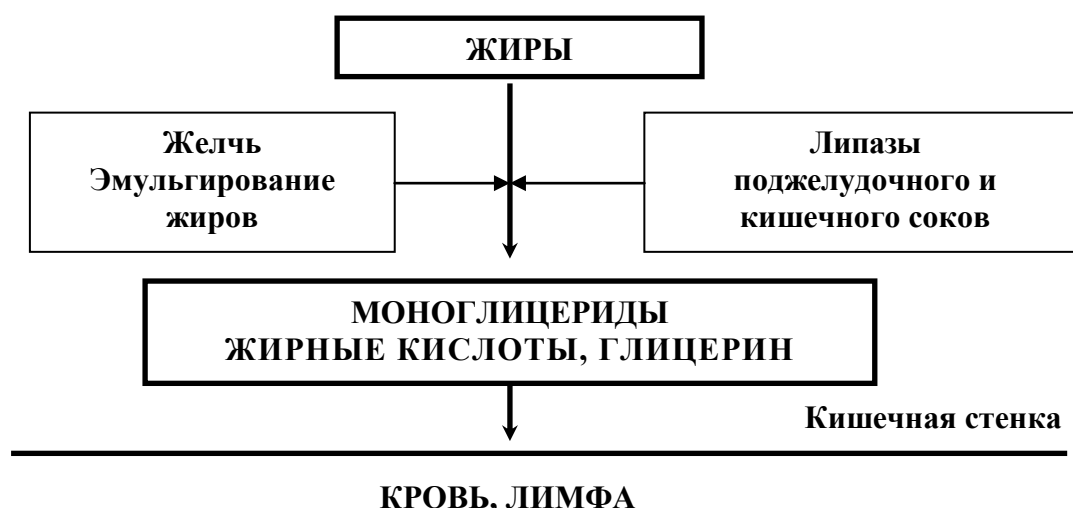 ЖИРЫ
Желчь
Эмульгирование
жиров
Липазы
поджелудочного и
кишечного соков
МОНОГЛИЦЕРИДЫ
ЖИРНЫЕ КИСЛОТЫ, ГЛИЦЕРИН
Кишечная стенка
КРОВЬ, ЛИМФА